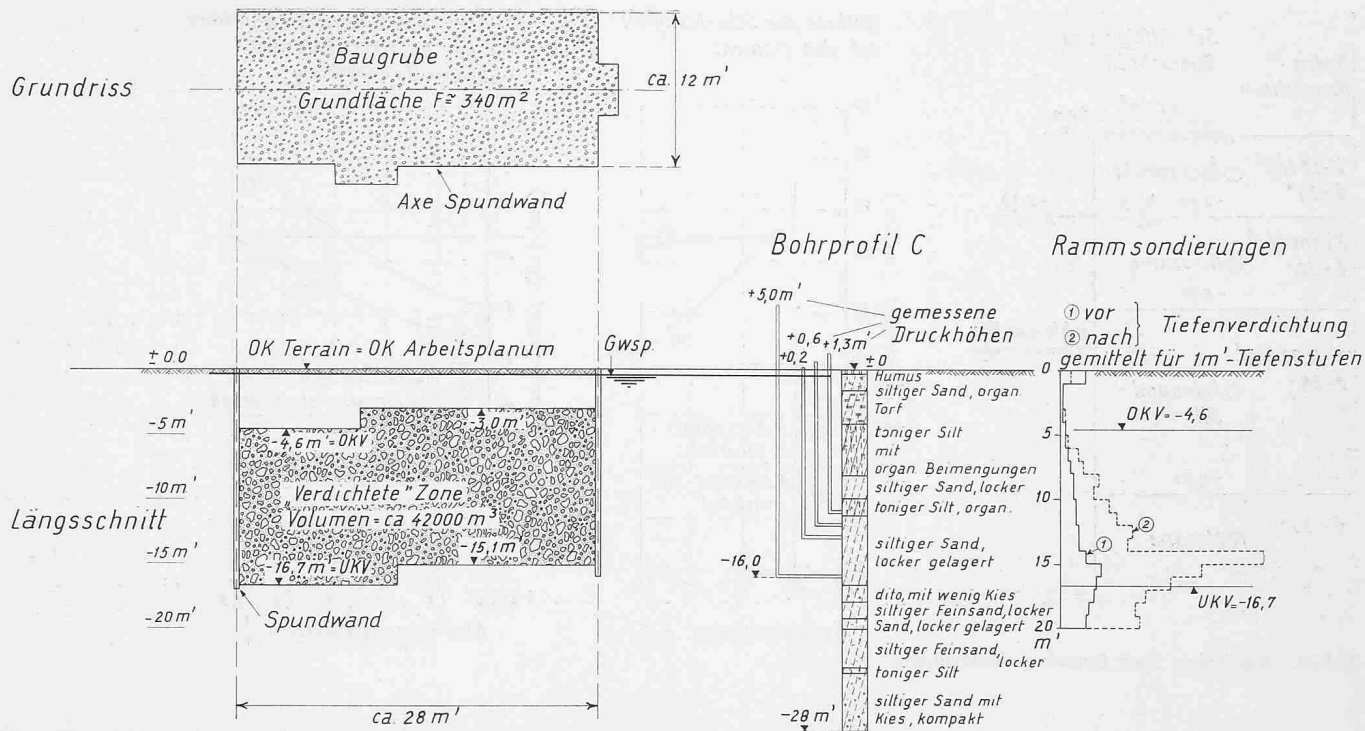 Grundriss
Baugrube
Grundfläche F ≃ 340 m²
ca. 12 m'
Axe Spundwand
Bohrprofil C
Rammsondierungen
+5,0 m'
gemessene
Druckhöhen
+0,6
+1,3 m'
+0,2
① vor
② nach
Tiefenverdichtung
gemittelt für 1m'-Tiefenstufen
± 0.0
OK Terrain = OK Arbeitsplanum
Gwsp.
±0
0
Humus
siltiger Sand, organ.
Torf
toniger Silt
mit
organ. Beimengungen
siltiger Sand, locker
toniger Silt, organ.
siltiger Sand,
locker gelagert
dito, mit wenig Kies
siltiger Feinsand, locker
Sand, locker gelagert
siltiger Feinsand, locker
toniger Silt
siltiger Sand mit
Kies, kompakt
-16,0
-28 m'
OKV = -4,6
5
10
②
①
15
UKV = -16,7
20
m'
Längsschnitt
-5 m'
-10 m'
-15 m'
-20 m'
-4,6 m' = OKV
-3,0 m'
„Verdichtete" Zone
Volumen = ca 42000 m³
-15,1 m
-16,7 m' = UKV
Spundwand
ca. 28 m'